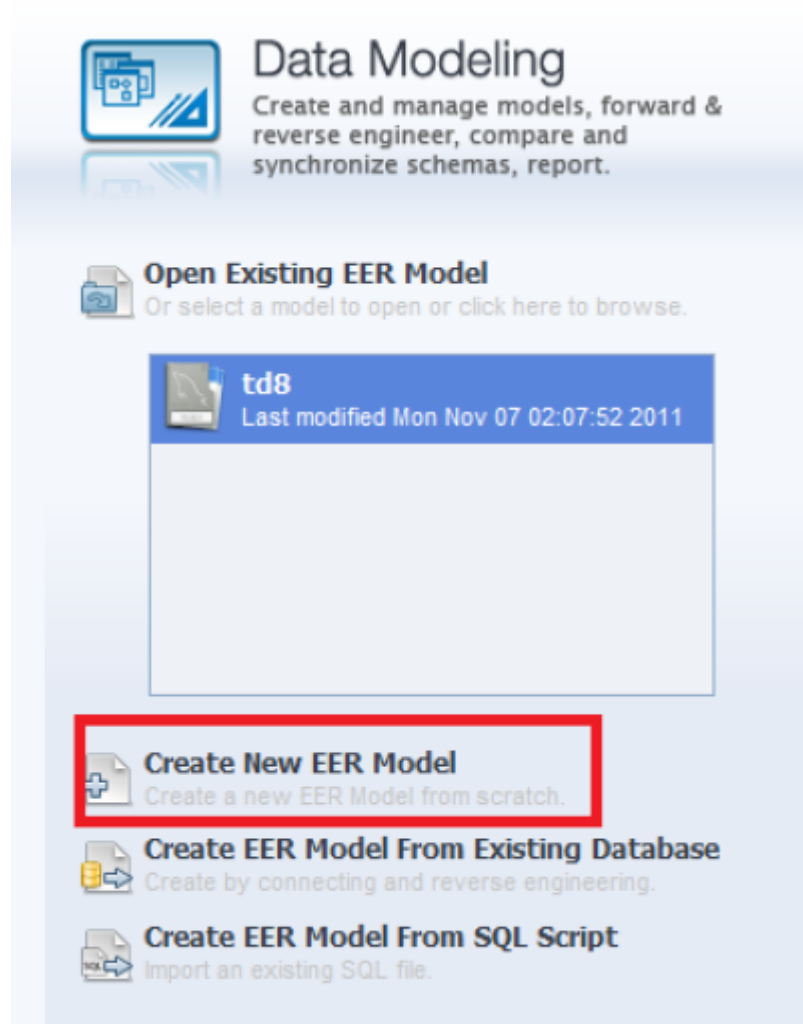 Data Modeling
Create and manage models, forward &
reverse engineer, compare and
synchronize schemas, report.
Open Existing EER Model
Or select a model to open or click here to browse.
td8
Last modified Mon Nov 07 02:07:52 2011
Create New EER Model
Create a new EER Model from scratch.
Create EER Model From Existing Database
Create by connecting and reverse engineering.
Create EER Model From SQL Script
Import an existing SQL file.